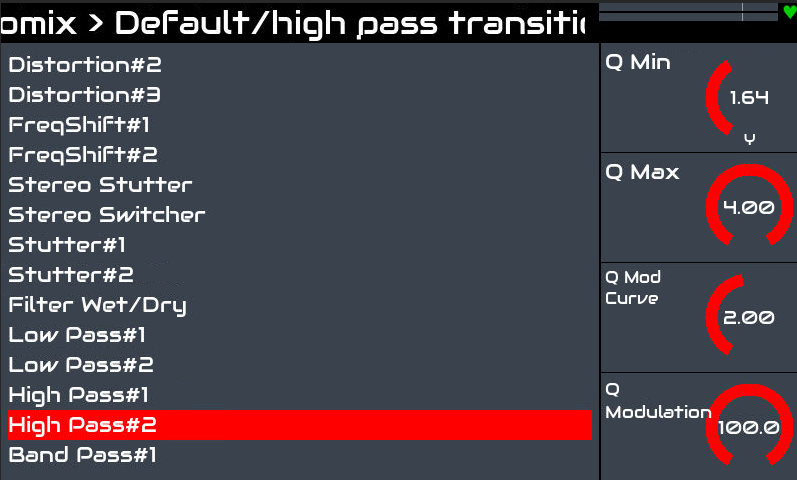 omix > Default/high pass transitio
Distortion#2
Distortion#3
FreqShift#1
FreqShift#2
Stereo Stutter
Stereo Switcher
Stutter#1
Stutter#2
Filter Wet/Dry
Low Pass#1
Low Pass#2
High Pass#1
High Pass#2
Band Pass#1
Q Min
1.64
Y
Q Max
4.00
Q Mod
Curve
2.00
Q
Modulation
100.0